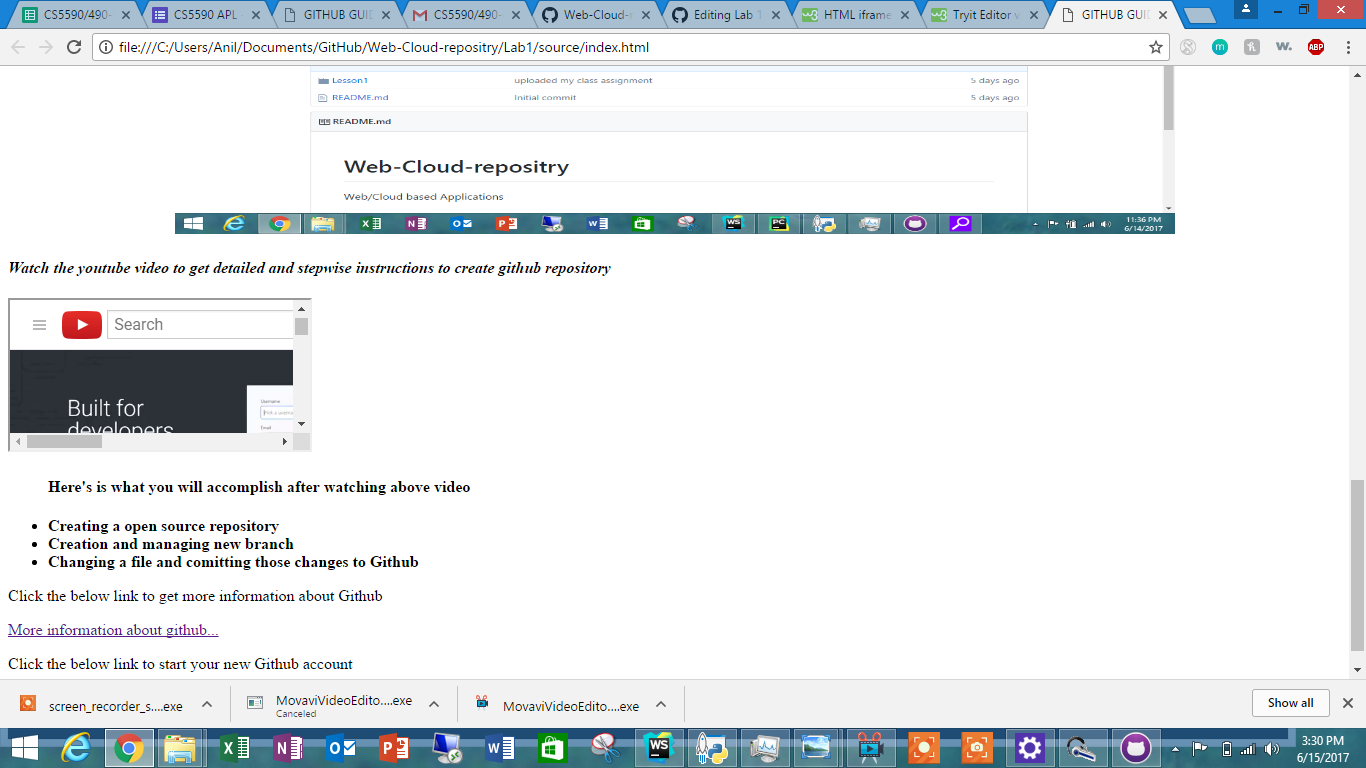 CS5590/490-
CS5590 APL -
GITHUB GUI
CS5590/490-
Web-Cloud-
Editing Lab
HTML iframe
Tryit Editor
GITHUB GUI
file:///C:/Users/Anil/Documents/GitHub/Web-Cloud-repositry/Lab1/source/index.html
m
W.
ABP
Lesson1 uploaded my class assignment 5 days ago
README.md Initial commit 5 days ago
README.md
Web-Cloud-repositry
Web/Cloud based Applications
11:36 PM
6/14/2017
Watch the youtube video to get detailed and stepwise instructions to create github repository
Search
Built for
developers
Username
Email
Here's is what you will accomplish after watching above video
• Creating a open source repository
• Creation and managing new branch
• Changing a file and comitting those changes to Github
Click the below link to get more information about Github
More information about github...
Click the below link to start your new Github account
screen_recorder_s....exe
MovaviVideoEdito....exe
Canceled
MovaviVideoEdito....exe
Show all
3:30 PM
6/15/2017